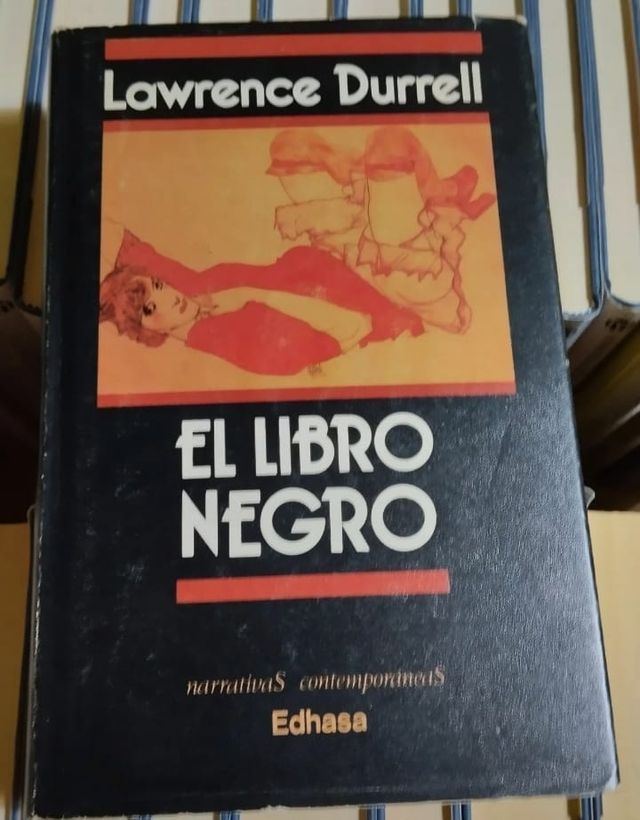 Lawrence Durrell
EL LIBRO
NEGRO
narrativaS contemporáneaS
Edhasa